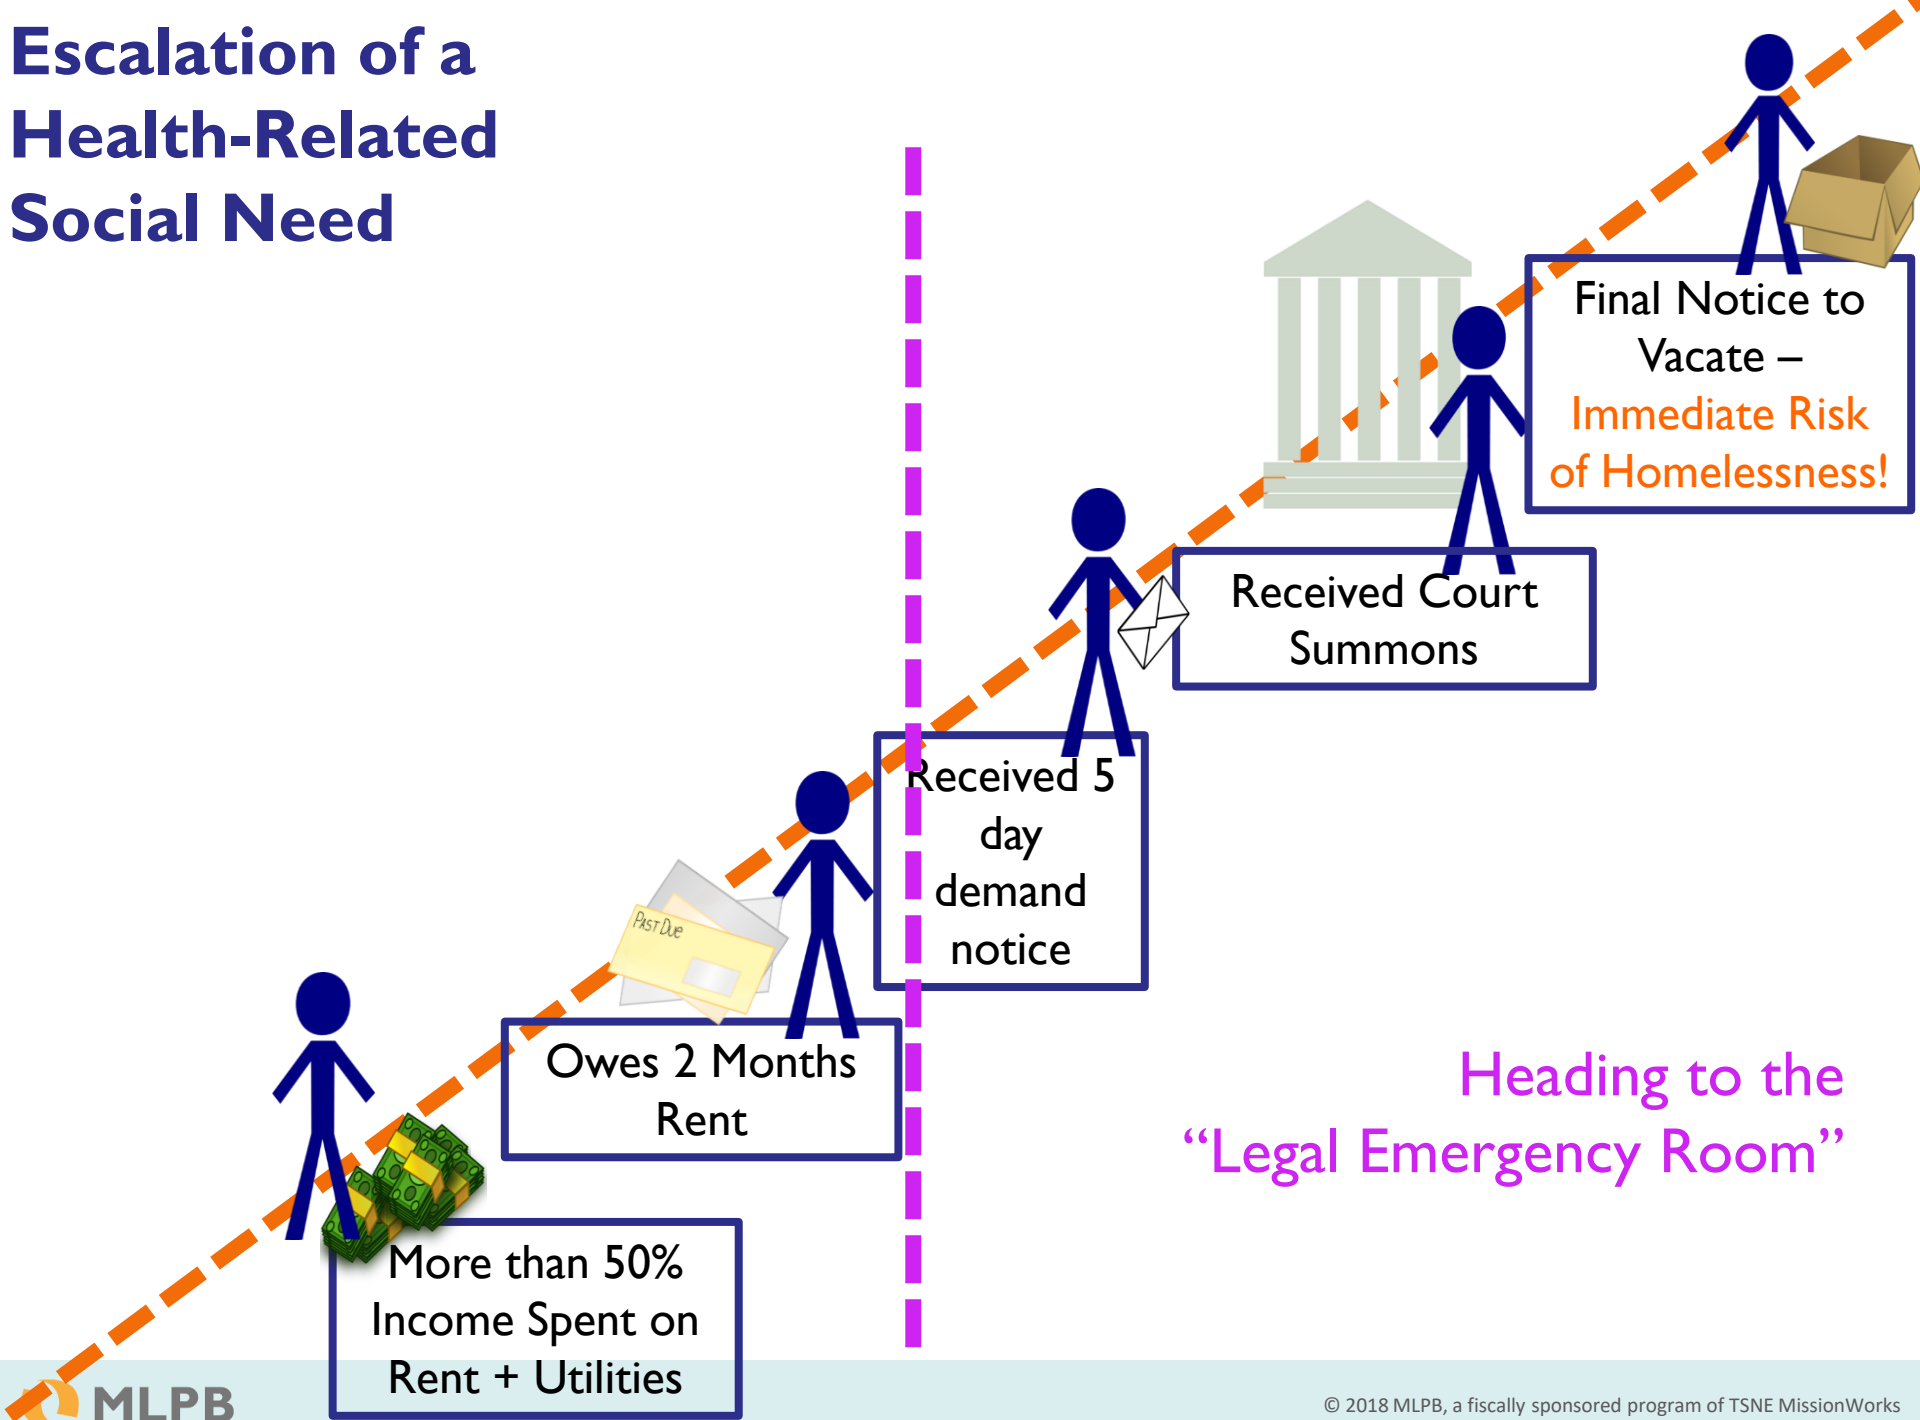 Escalation of a
Health-Related
Social Need
Final Notice to
Vacate –
Immediate Risk
of Homelessness!
Received Court
Summons
Received 5
day
demand
notice
PAST DUE
Owes 2 Months
Rent
Heading to the
“Legal Emergency Room”
More than 50%
Income Spent on
Rent + Utilities
MLPB
© 2018 MLPB, a fiscally sponsored program of TSNE MissionWorks